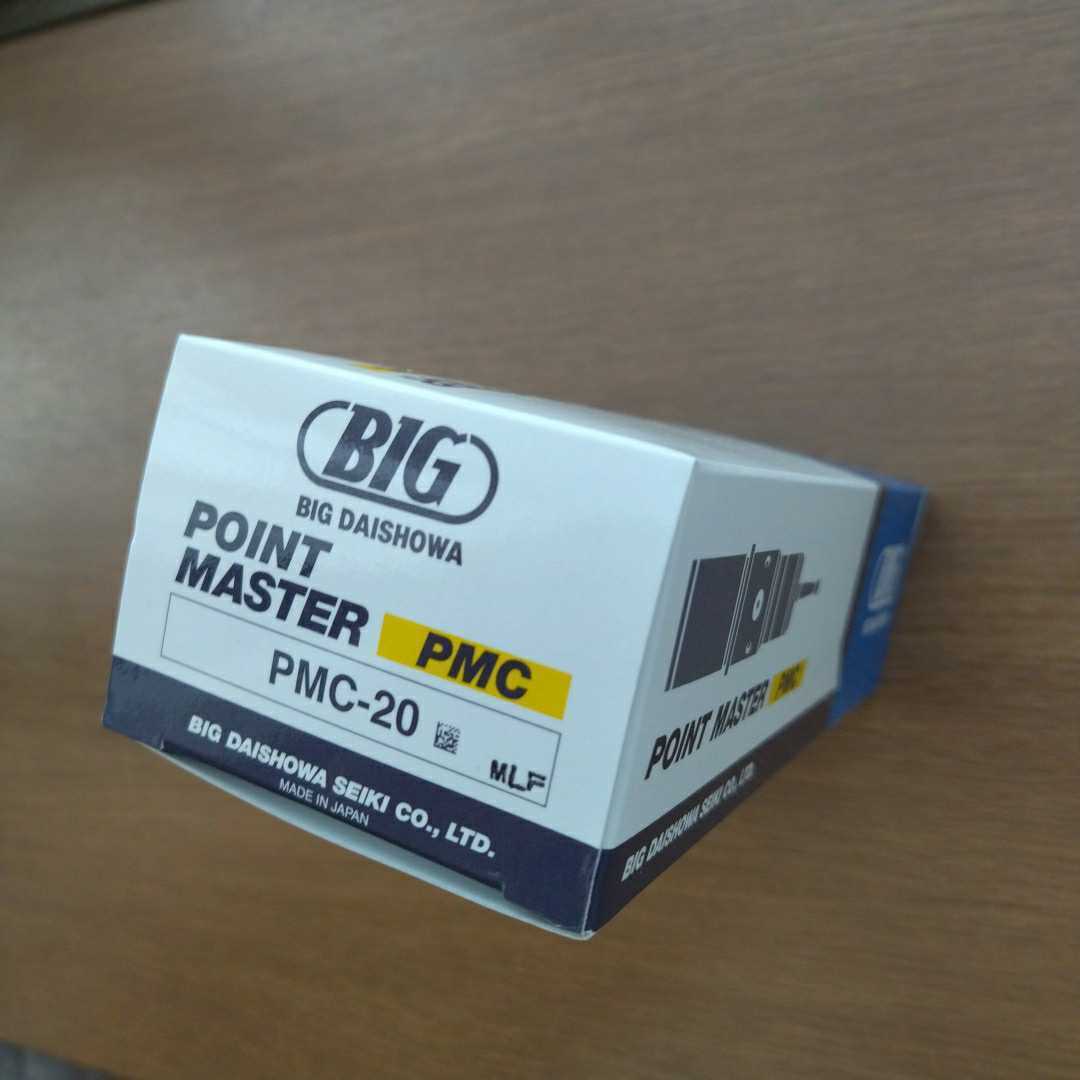 BIG
BIG DAISHOWA
POINT
MASTER PMC
PMC-20
MLF
BIG DAISHOWA SEIKI CO., LTD.
MADE IN JAPAN
POINT MASTER PMC
BIG DAISHOWA SEIKI CO., LTD.